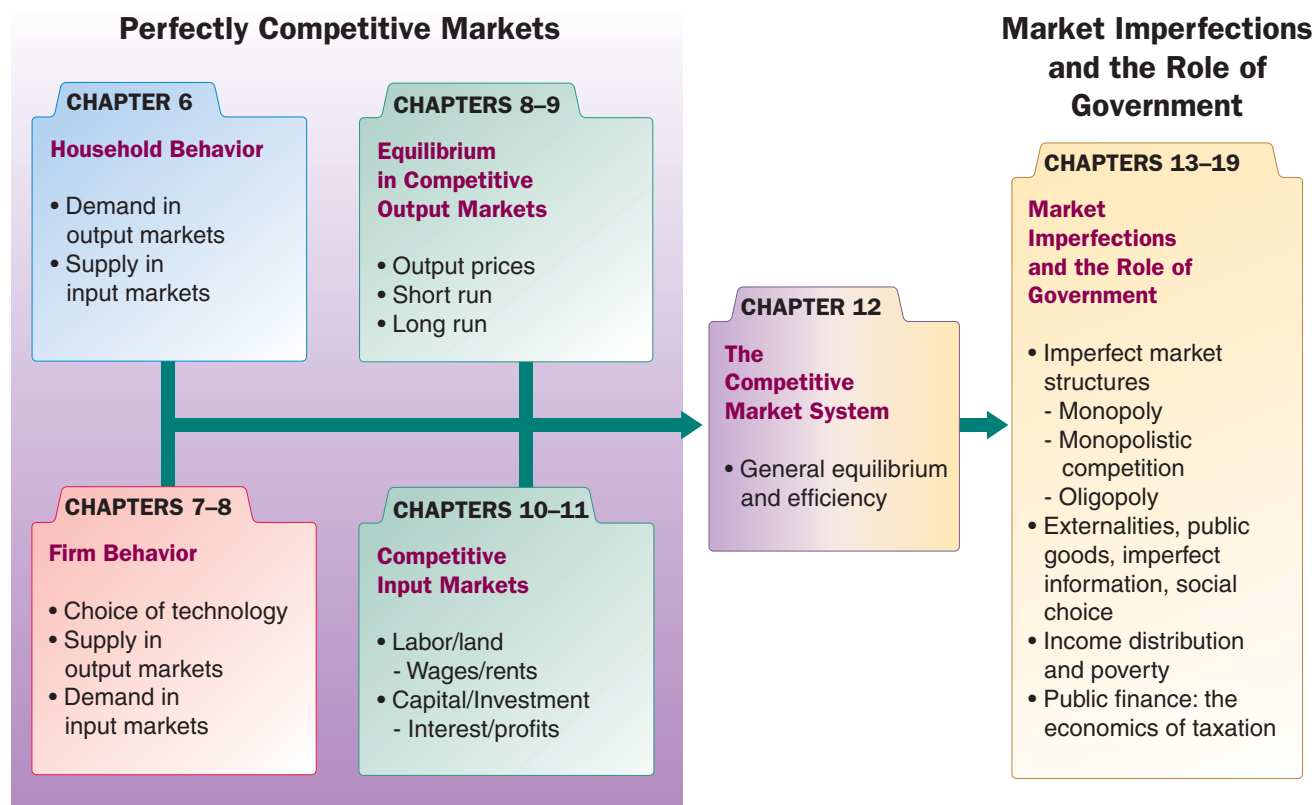 Perfectly Competitive Markets
CHAPTER 6
Household Behavior
• Demand in
output markets
• Supply in
input markets
CHAPTERS 8–9
Equilibrium
in Competitive
Output Markets
• Output prices
• Short run
• Long run
CHAPTERS 7–8
Firm Behavior
• Choice of technology
• Supply in
output markets
• Demand in
input markets
CHAPTERS 10–11
Competitive
Input Markets
• Labor/land
- Wages/rents
• Capital/Investment
- Interest/profits
CHAPTER 12
The
Competitive
Market System
• General equilibrium
and efficiency
Market Imperfections
and the Role of
Government
CHAPTERS 13–19
Market
Imperfections
and the Role of
Government
• Imperfect market
structures
- Monopoly
- Monopolistic
competition
- Oligopoly
• Externalities, public
goods, imperfect
information, social
choice
• Income distribution
and poverty
• Public finance: the
economics of taxation